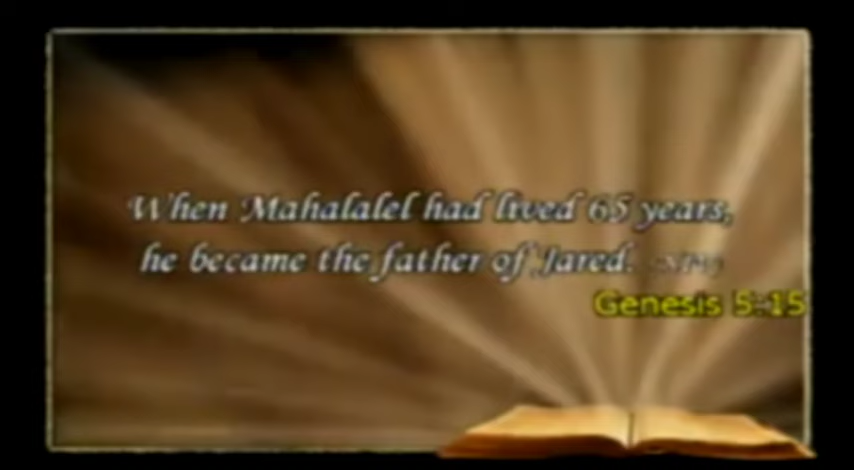 When Mahalalel had lived 65 years,
he became the father of Jared.
Genesis 5:15